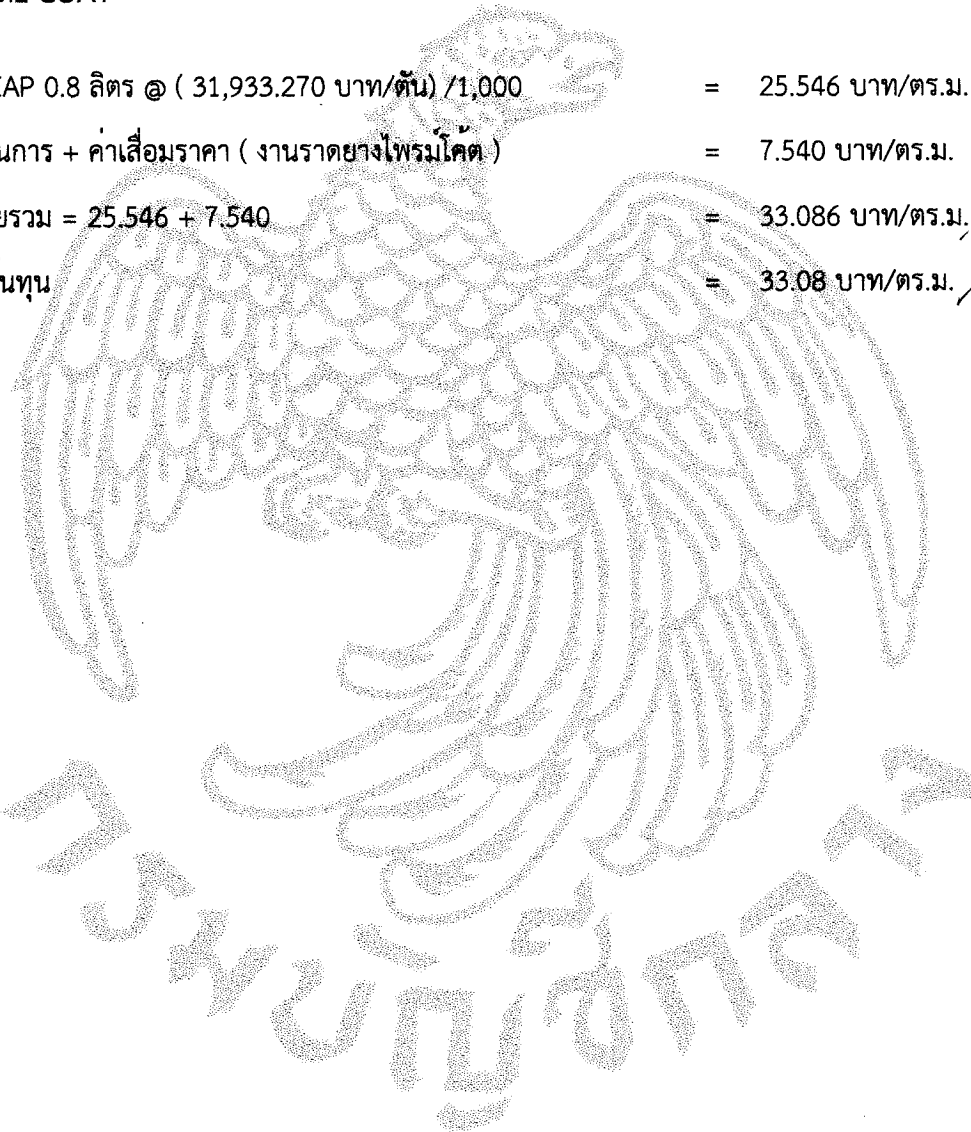 EAP 0.8 ลิตร @ ( 31,933.270 บาท/ตัน) /1,000 = 25.546 บาท/ตร.ม.
นการ + ค่าเสื่อมราคา ( งานราดยางไพรม์โค้ต ) = 7.540 บาท/ตร.ม.
ยรวม = 25.546 + 7.540 = 33.086 บาท/ตร.ม.
นทุน = 33.08 บาท/ตร.ม.
กรมบัญชีกลาง